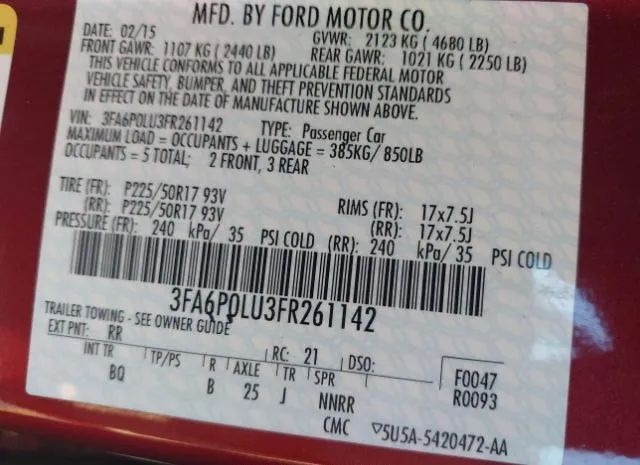 MFD. BY FORD MOTOR CO.
DATE: 02/15 GVWR: 2123 KG ( 4680 LB)
FRONT GAWR: 1107 KG ( 2440 LB) REAR GAWR: 1021 KG ( 2250 LB)
THIS VEHICLE CONFORMS TO ALL APPLICABLE FEDERAL MOTOR
VEHICLE SAFETY, BUMPER, AND THEFT PREVENTION STANDARDS
IN EFFECT ON THE DATE OF MANUFACTURE SHOWN ABOVE.
VIN: 3FA6P0LU3FR261142 TYPE: Passenger Car
MAXIMUM LOAD = OCCUPANTS + LUGGAGE = 385KG/ 850LB
OCCUPANTS = 5 TOTAL; 2 FRONT, 3 REAR
TIRE (FR): P225/50R17 93V RIMS (FR): 17x7.5J
(RR): P225/50R17 93V (RR): 17x7.5J
PRESSURE (FR): 240 kPa/ 35 PSI COLD (RR): 240 kPa/ 35 PSI COLD
3FA6P0LU3FR261142
TRAILER TOWING - SEE OWNER GUIDE
EXT PNT: RR RC: 21 DSO: F0047
INT TR TP/PS R AXLE TR SPR R0093
BQ B 25 J NNRR
CMC ▽5U5A-5420472-AA